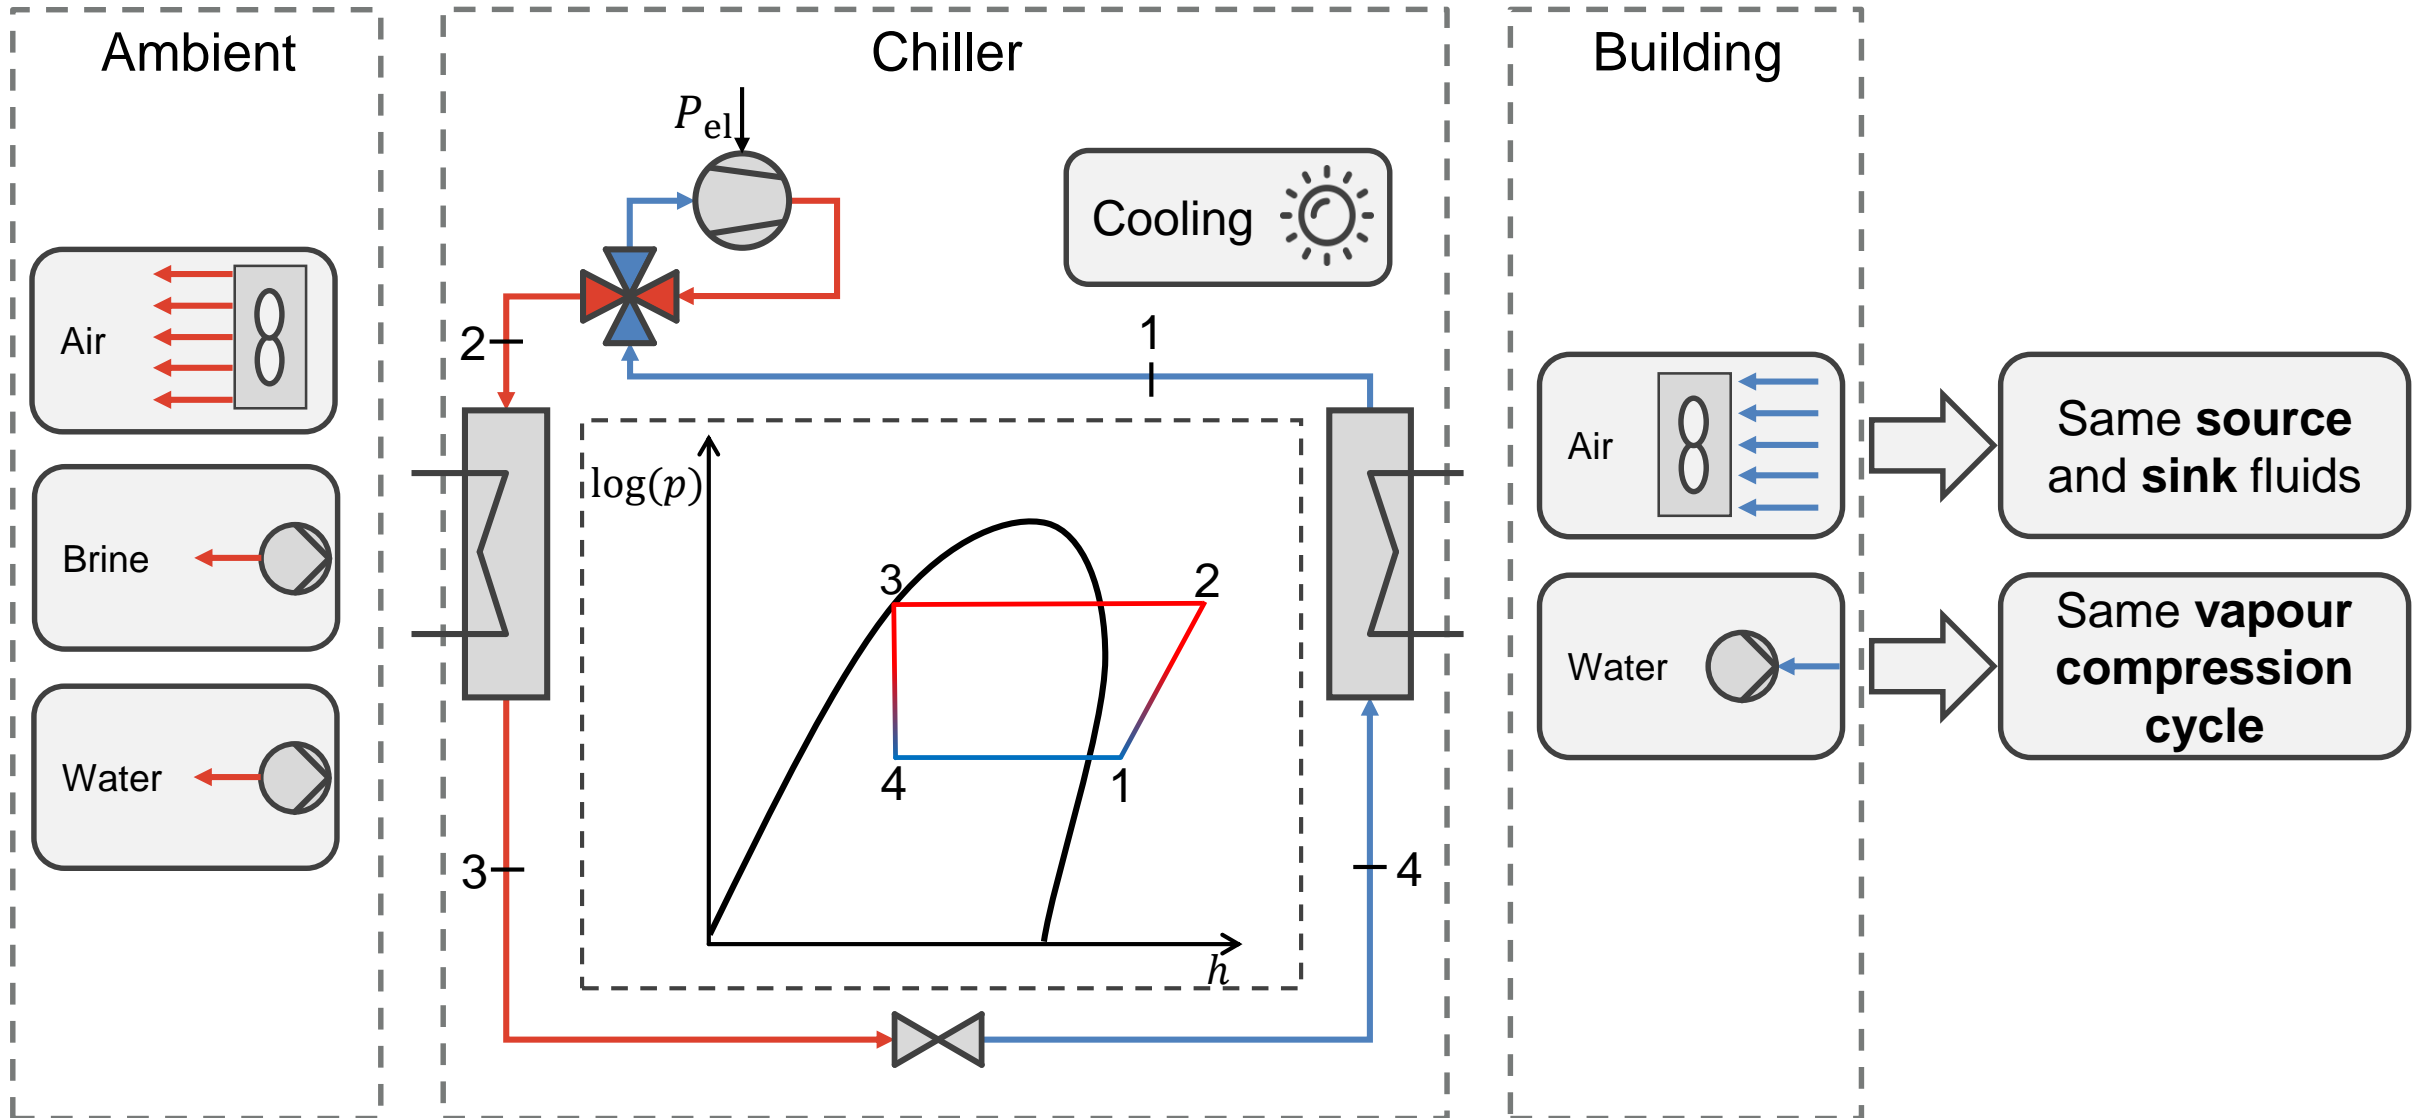 Ambient
Chiller
Building
P_el
Cooling
Air
Brine
Water
2
1
3
4
log(p)
3
2
4
1
h
Air
Water
Same source
and sink fluids
Same vapour
compression
cycle